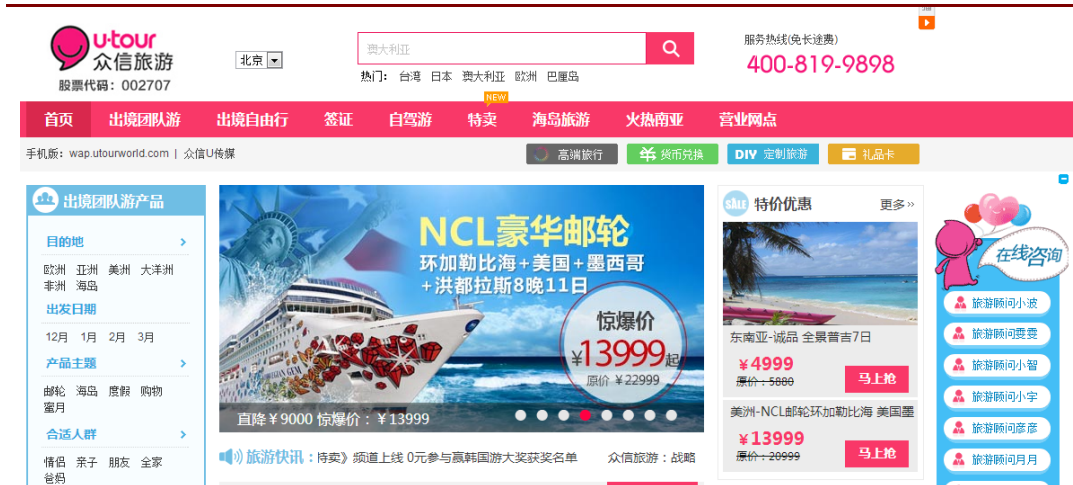 u·tour
众信旅游
股票代码：002707
北京
澳大利亚
热门： 台湾 日本 澳大利亚 欧洲 巴厘岛
服务热线(免长途费)
400-819-9898
NEW
首页 出境团队游 出境自由行 签证 自驾游 特卖 海岛旅游 火热南亚 营业网点
手机版：wap.utourworld.com | 众信U传媒
高端旅行 货币兑换 DIY 定制旅游 礼品卡
出境团队游产品
目的地 >
欧洲 亚洲 美洲 大洋洲
非洲 海岛
出发日期
12月 1月 2月 3月
产品主题 >
邮轮 海岛 度假 购物
蜜月
合适人群 >
情侣 亲子 朋友 全家
爸妈
NCL豪华邮轮
环加勒比海+美国+墨西哥
+洪都拉斯8晚11日
惊爆价
¥13999起
原价 ¥22999
NORWEGIAN GEM
直降￥9000 惊爆价：￥13999
旅游快讯：特卖》频道上线 0元参与赢韩国游大奖获奖名单 众信旅游：战略
SALE 特价优惠 更多››
东南亚-诚品 全景普吉7日
￥4999
原价：5880
马上抢
美洲-NCL邮轮环加勒比海 美国墨
￥13999
原价：20999
马上抢
在线咨询
旅游顾问小波
旅游顾问雯雯
旅游顾问小智
旅游顾问小宇
旅游顾问彦彦
旅游顾问月月